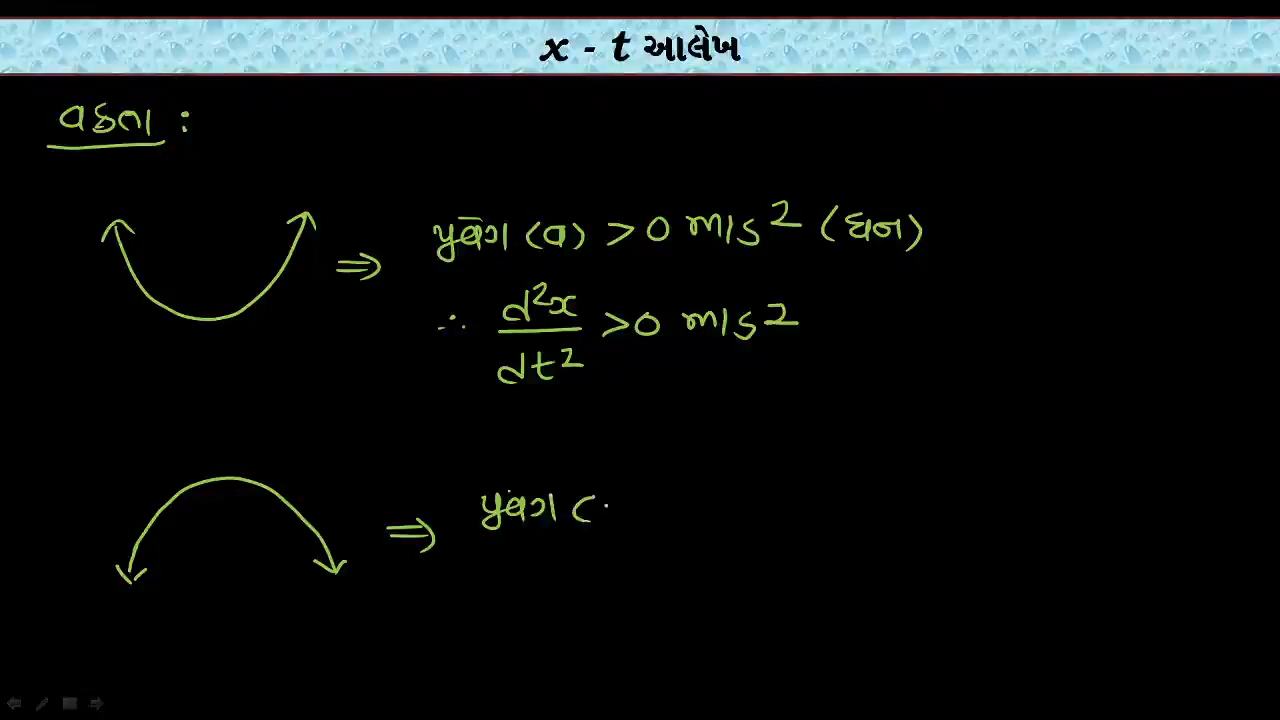 x - t આલેખ
વક્રતા :
⇒ પ્રવેગ (a) > 0 m/s² (ધન)
∴ d²x/dt² > 0 m/s²
⇒ પ્રવેગ (